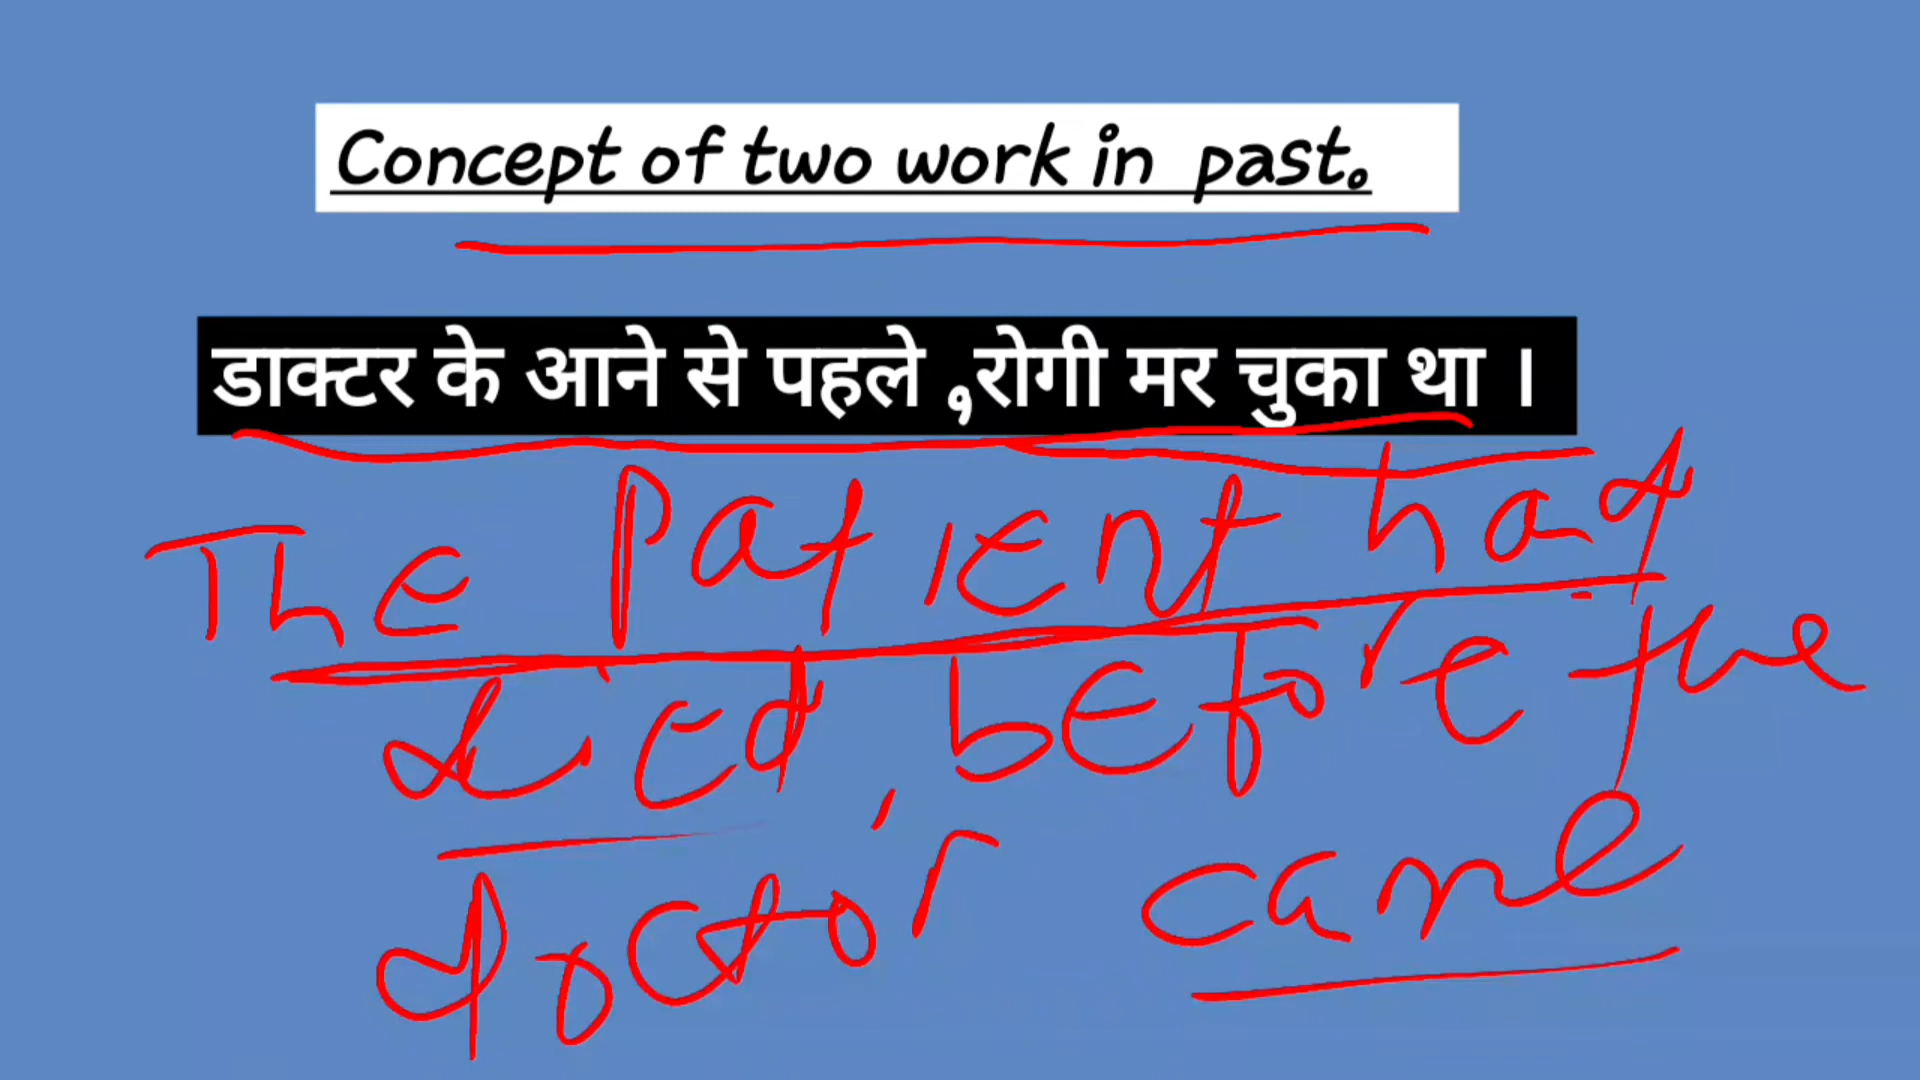 Concept of two work in past.
डाक्टर के आने से पहले ,रोगी मर चुका था ।
The patient had
died before the
doctor came